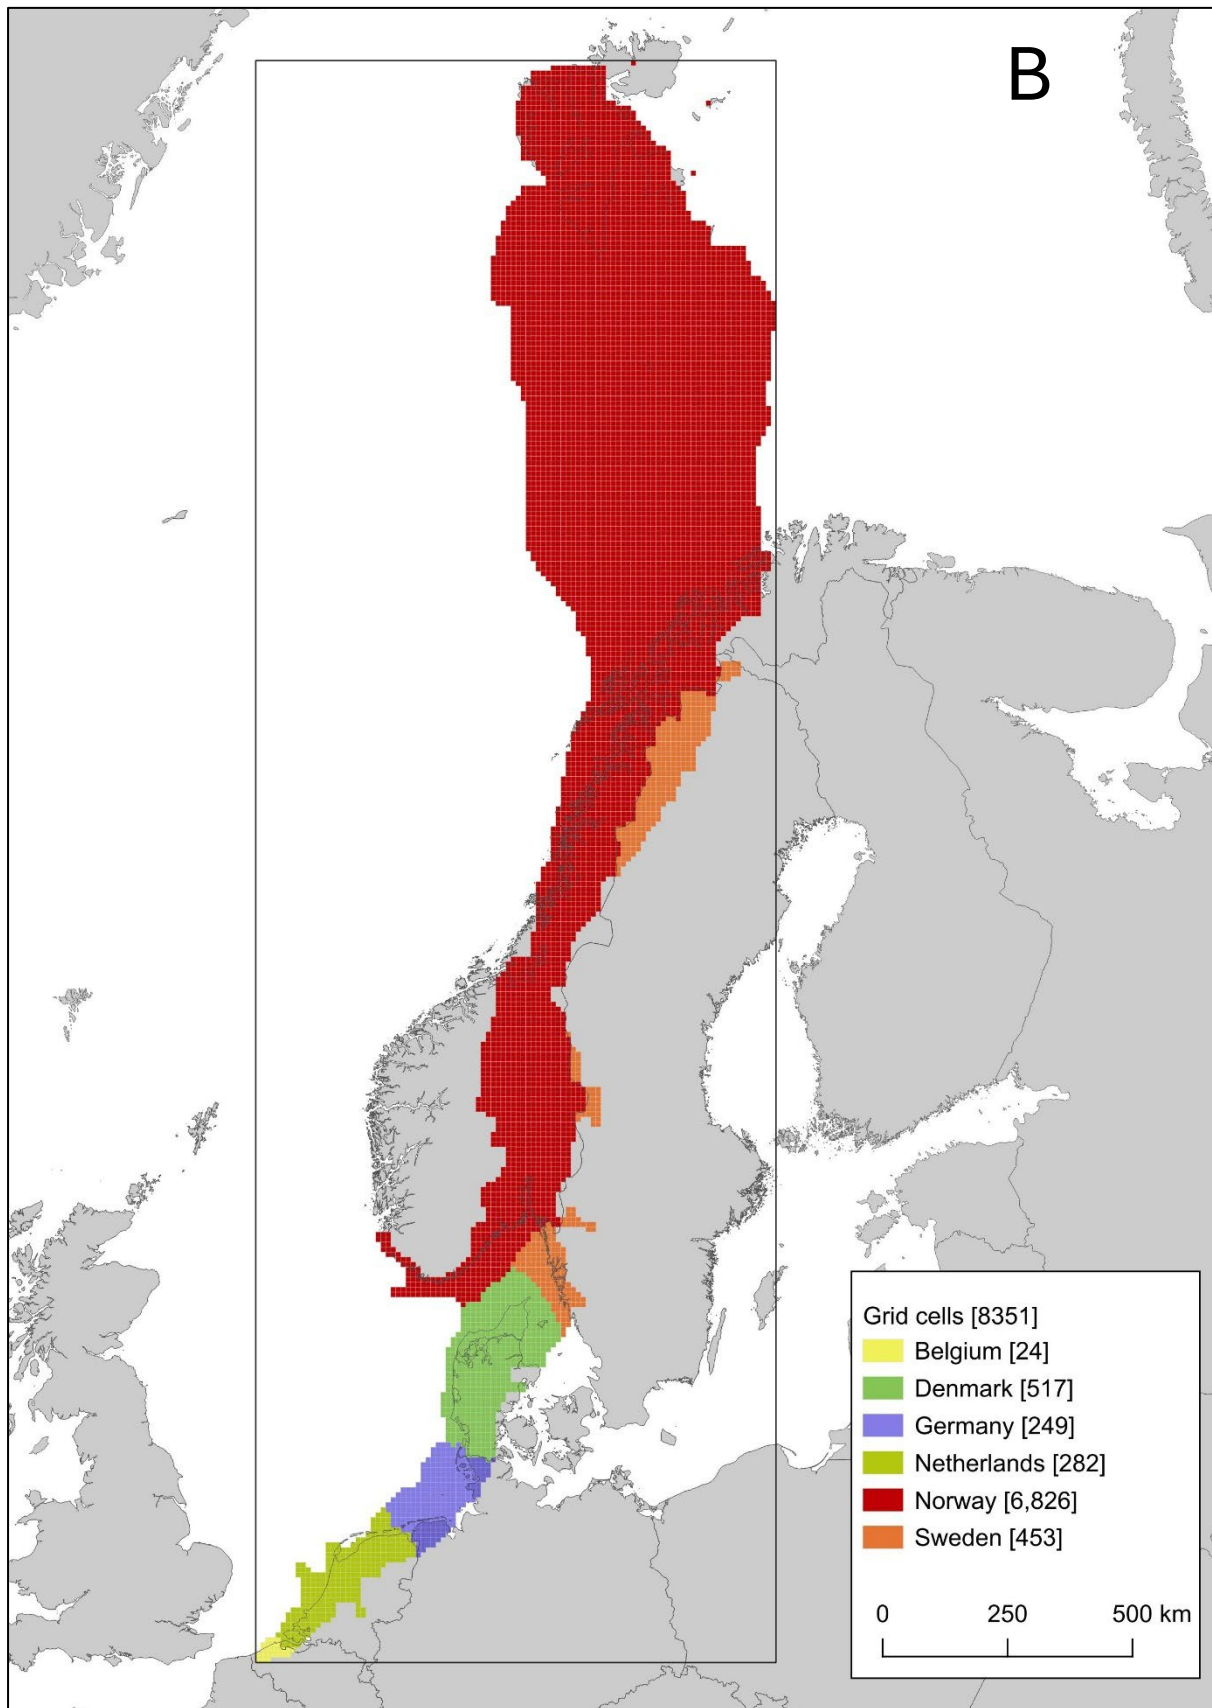 B
Grid cells [8351]
Belgium [24]
Denmark [517]
Germany [249]
Netherlands [282]
Norway [6,826]
Sweden [453]
0 250 500 km